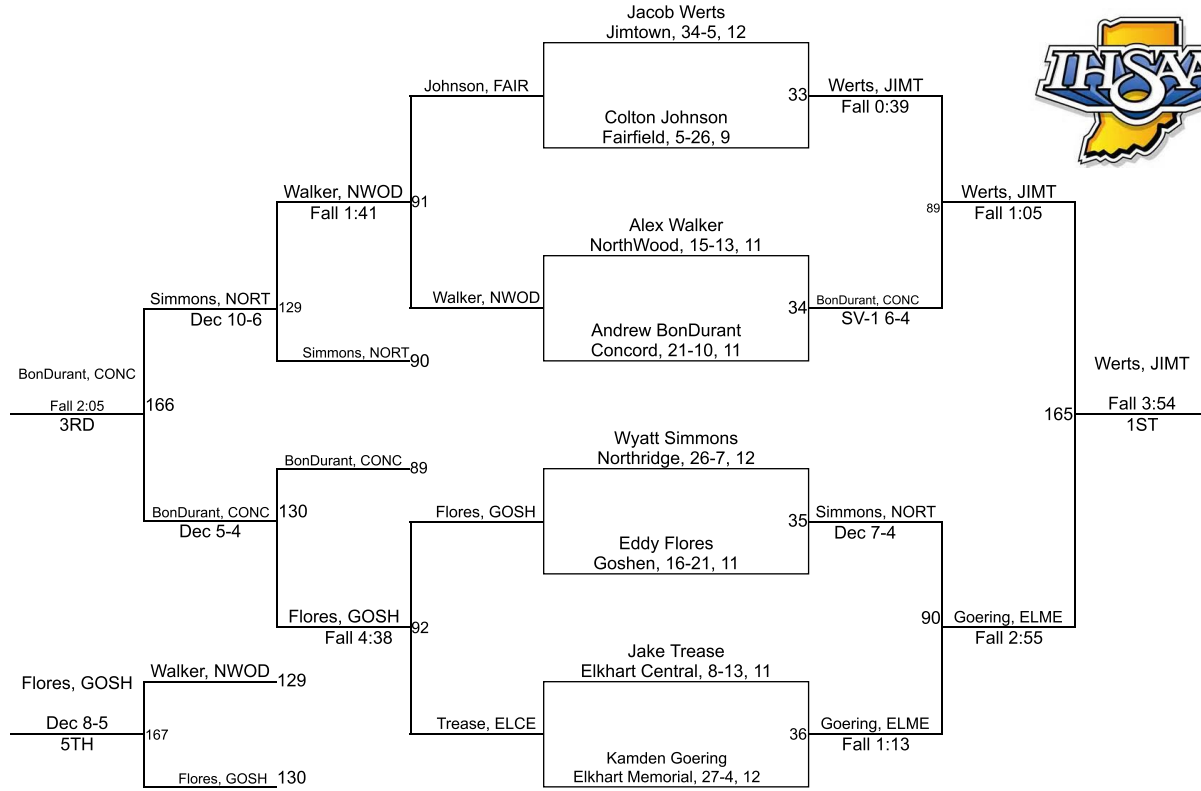 Jacob Werts
Jimtown, 34-5, 12
IHSAA
Johnson, FAIR
33
Werts, JIMT
Fall 0:39
Colton Johnson
Fairfield, 5-26, 9
Walker, NWOD
Fall 1:41
91
89
Werts, JIMT
Fall 1:05
Alex Walker
NorthWood, 15-13, 11
Simmons, NORT
Dec 10-6
129
Walker, NWOD
34
BonDurant, CONC
SV-1 6-4
Andrew BonDurant
Concord, 21-10, 11
Simmons, NORT
90
BonDurant, CONC
Fall 2:05
3RD
166
Werts, JIMT
165
Fall 3:54
1ST
Wyatt Simmons
Northridge, 26-7, 12
BonDurant, CONC
89
BonDurant, CONC
Dec 5-4
130
Flores, GOSH
35
Simmons, NORT
Dec 7-4
Eddy Flores
Goshen, 16-21, 11
Flores, GOSH
Fall 4:38
92
90
Goering, ELME
Fall 2:55
Jake Trease
Elkhart Central, 8-13, 11
Flores, GOSH
Walker, NWOD
129
Dec 8-5
5TH
167
Trease, ELCE
36
Goering, ELME
Fall 1:13
Kamden Goering
Elkhart Memorial, 27-4, 12
Flores, GOSH
130